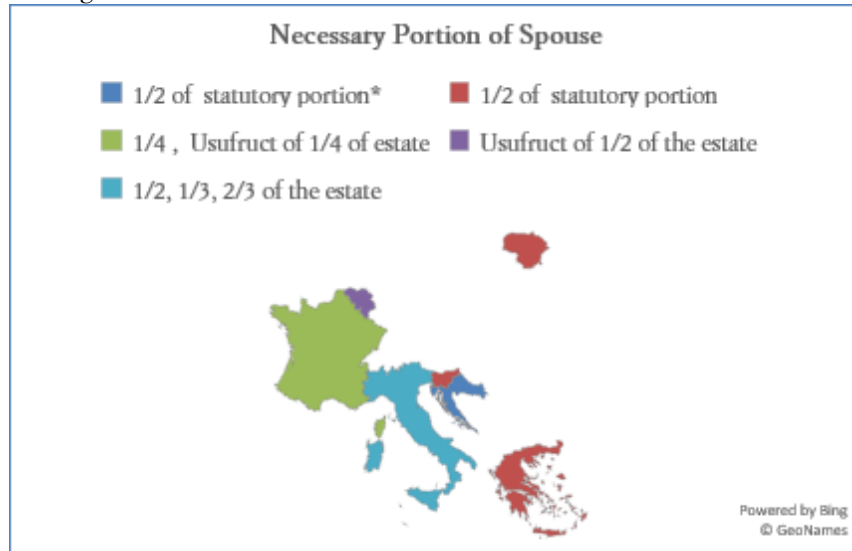 Necessary Portion of Spouse
1/2 of statutory portion*
1/2 of statutory portion
1/4 , Usufruct of 1/4 of estate
Usufruct of 1/2 of the estate
1/2, 1/3, 2/3 of the estate
Powered by Bing
© GeoNames